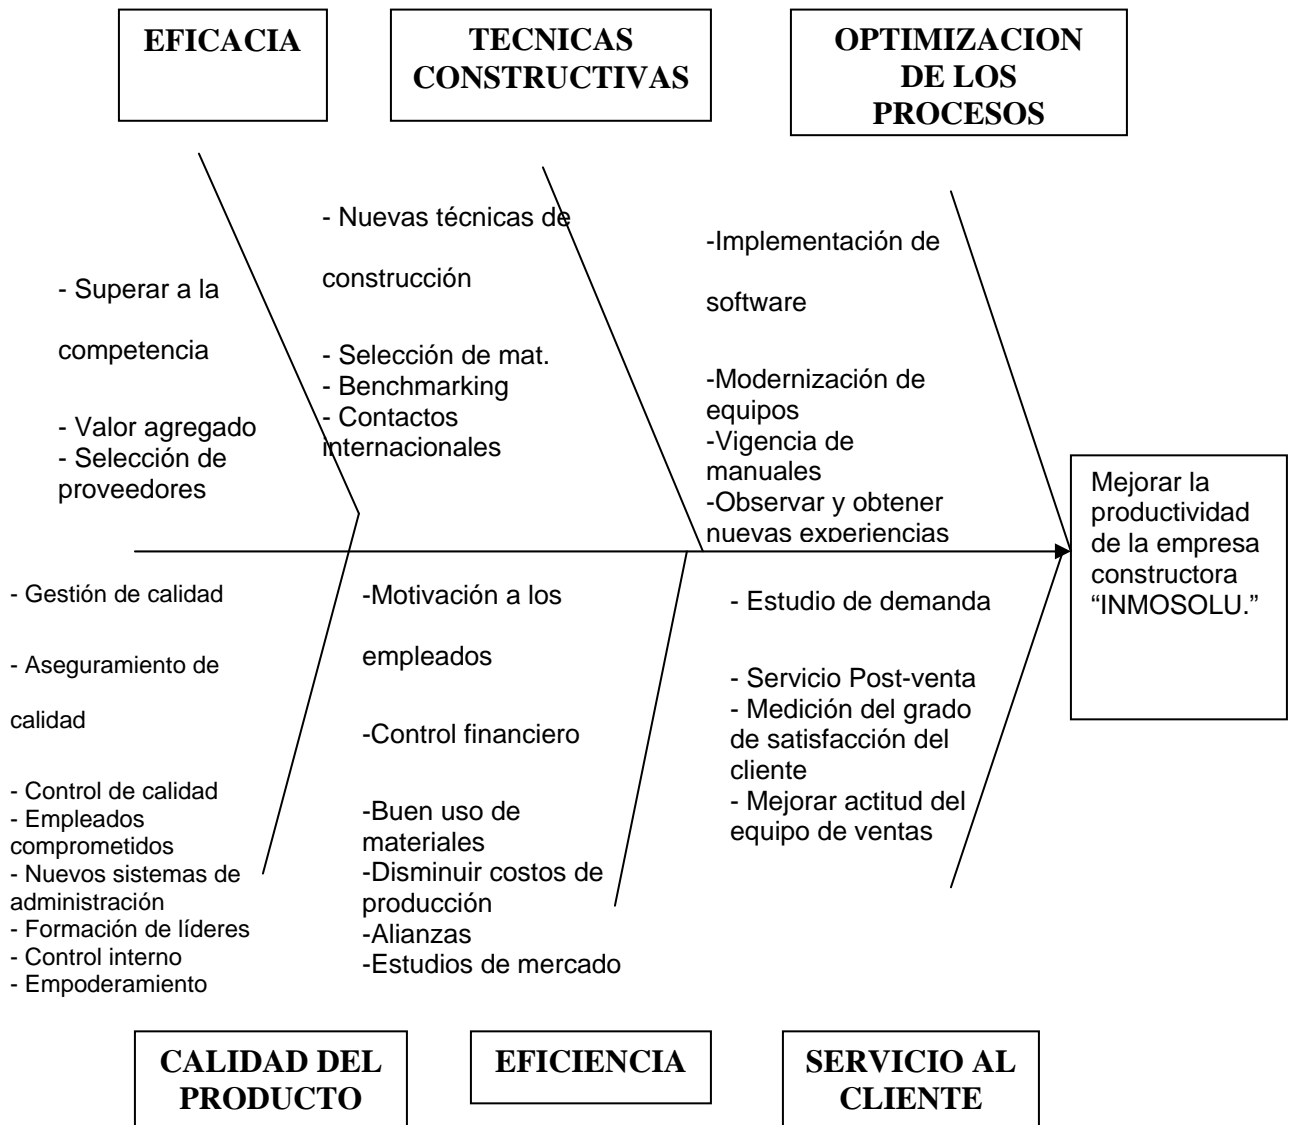 EFICACIA
TECNICAS
CONSTRUCTIVAS
OPTIMIZACION
DE LOS
PROCESOS
- Superar a la
competencia
- Valor agregado
- Selección de
proveedores
- Nuevas técnicas de
construcción
- Selección de mat.
- Benchmarking
- Contactos
internacionales
-Implementación de
software
-Modernización de
equipos
-Vigencia de
manuales
-Observar y obtener
nuevas experiencias
Mejorar la
productividad
de la empresa
constructora
“INMOSOLU.”
- Gestión de calidad
- Aseguramiento de
calidad
- Control de calidad
- Empleados
comprometidos
- Nuevos sistemas de
administración
- Formación de líderes
- Control interno
- Empoderamiento
-Motivación a los
empleados
-Control financiero
-Buen uso de
materiales
-Disminuir costos de
producción
-Alianzas
-Estudios de mercado
- Estudio de demanda
- Servicio Post-venta
- Medición del grado
de satisfacción del
cliente
- Mejorar actitud del
equipo de ventas
CALIDAD DEL
PRODUCTO
EFICIENCIA
SERVICIO AL
CLIENTE